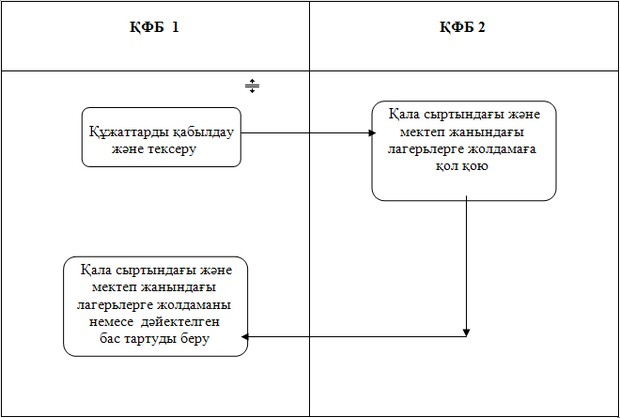 ҚФБ 1
ҚФБ 2
Құжаттарды қабылдау
және тексеру
Қала сыртындағы және
мектеп жанындағы
лагерьлерге жолдамаға
қол қою
Қала сыртындағы және
мектеп жанындағы
лагерьлерге жолдаманы
немесе дәйектелген
бас тартуды беру